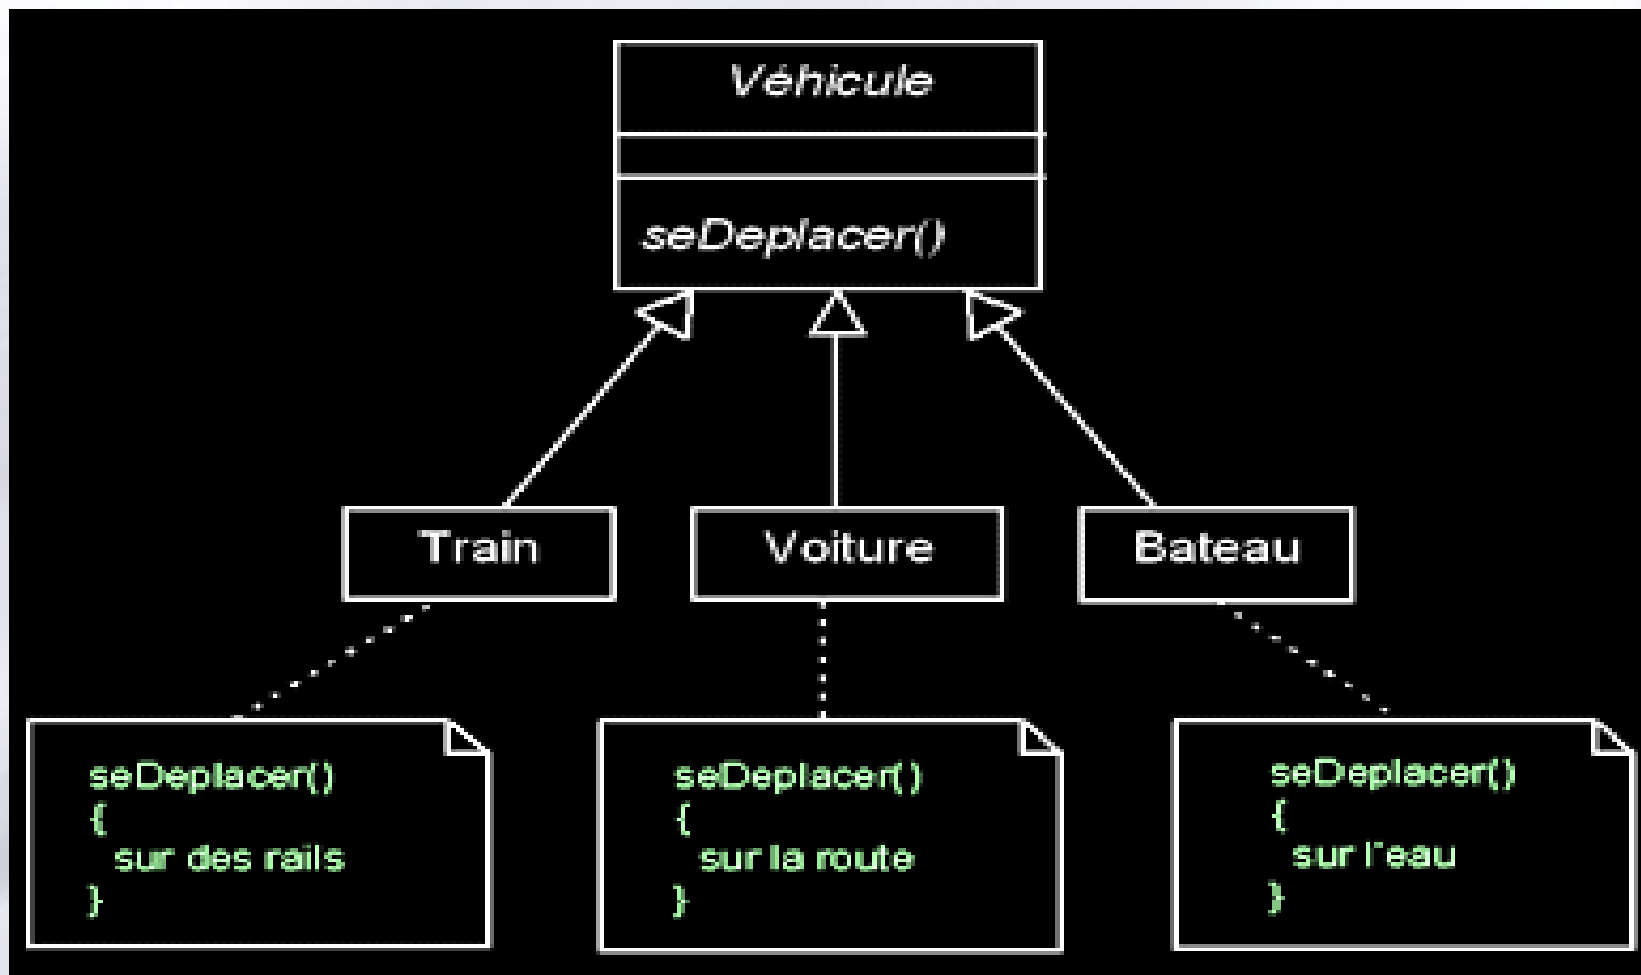 Véhicule
seDeplacer()
Train
Voiture
Bateau
seDeplacer()
{
sur des rails
}
seDeplacer()
{
sur la route
}
seDeplacer()
{
sur l'eau
}